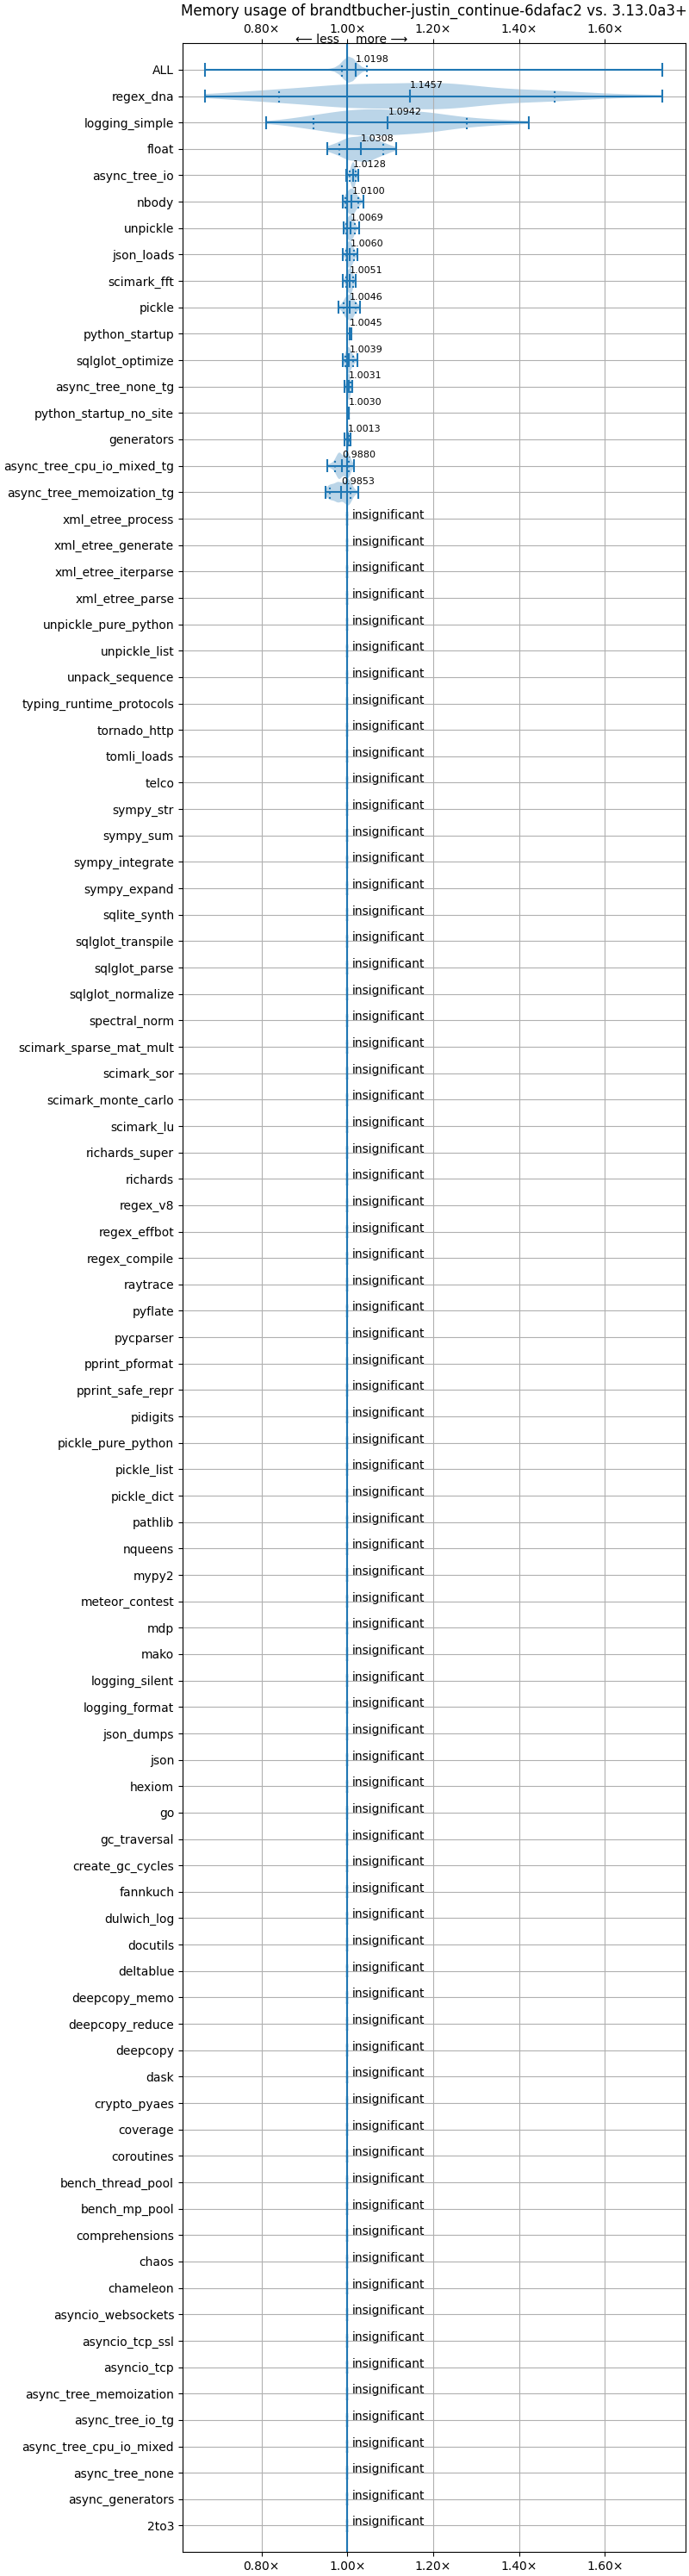 Memory usage of brandtbucher-justin_continue-6dafac2 vs. 3.13.0a3+
0.80× 1.00× 1.20× 1.40× 1.60×
⟵ less more ⟶
ALL 1.0198
regex_dna 1.1457
logging_simple 1.0942
float 1.0308
async_tree_io 1.0128
nbody 1.0100
unpickle 1.0069
json_loads 1.0060
scimark_fft 1.0051
pickle 1.0046
python_startup 1.0045
sqlglot_optimize 1.0039
async_tree_none_tg 1.0031
python_startup_no_site 1.0030
generators 1.0013
async_tree_cpu_io_mixed_tg 0.9880
async_tree_memoization_tg 0.9853
xml_etree_process insignificant
xml_etree_generate insignificant
xml_etree_iterparse insignificant
xml_etree_parse insignificant
unpickle_pure_python insignificant
unpickle_list insignificant
unpack_sequence insignificant
typing_runtime_protocols insignificant
tornado_http insignificant
tomli_loads insignificant
telco insignificant
sympy_str insignificant
sympy_sum insignificant
sympy_integrate insignificant
sympy_expand insignificant
sqlite_synth insignificant
sqlglot_transpile insignificant
sqlglot_parse insignificant
sqlglot_normalize insignificant
spectral_norm insignificant
scimark_sparse_mat_mult insignificant
scimark_sor insignificant
scimark_monte_carlo insignificant
scimark_lu insignificant
richards_super insignificant
richards insignificant
regex_v8 insignificant
regex_effbot insignificant
regex_compile insignificant
raytrace insignificant
pyflate insignificant
pycparser insignificant
pprint_pformat insignificant
pprint_safe_repr insignificant
pidigits insignificant
pickle_pure_python insignificant
pickle_list insignificant
pickle_dict insignificant
pathlib insignificant
nqueens insignificant
mypy2 insignificant
meteor_contest insignificant
mdp insignificant
mako insignificant
logging_silent insignificant
logging_format insignificant
json_dumps insignificant
json insignificant
hexiom insignificant
go insignificant
gc_traversal insignificant
create_gc_cycles insignificant
fannkuch insignificant
dulwich_log insignificant
docutils insignificant
deltablue insignificant
deepcopy_memo insignificant
deepcopy_reduce insignificant
deepcopy insignificant
dask insignificant
crypto_pyaes insignificant
coverage insignificant
coroutines insignificant
bench_thread_pool insignificant
bench_mp_pool insignificant
comprehensions insignificant
chaos insignificant
chameleon insignificant
asyncio_websockets insignificant
asyncio_tcp_ssl insignificant
asyncio_tcp insignificant
async_tree_memoization insignificant
async_tree_io_tg insignificant
async_tree_cpu_io_mixed insignificant
async_tree_none insignificant
async_generators insignificant
2to3 insignificant
0.80× 1.00× 1.20× 1.40× 1.60×